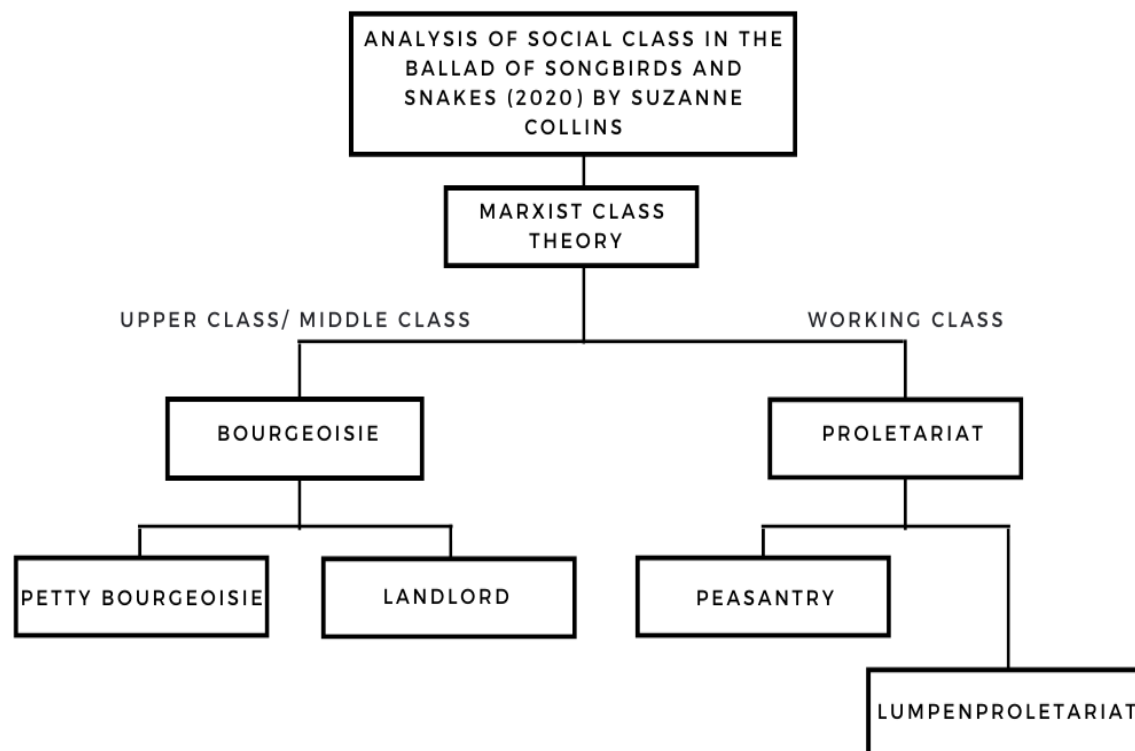 ANALYSIS OF SOCIAL CLASS IN THE
BALLAD OF SONGBIRDS AND
SNAKES (2020) BY SUZANNE
COLLINS
MARXIST CLASS
THEORY
UPPER CLASS/ MIDDLE CLASS
WORKING CLASS
BOURGEOISIE
PROLETARIAT
PETTY BOURGEOISIE
LANDLORD
PEASANTRY
LUMPENPROLETARIAT